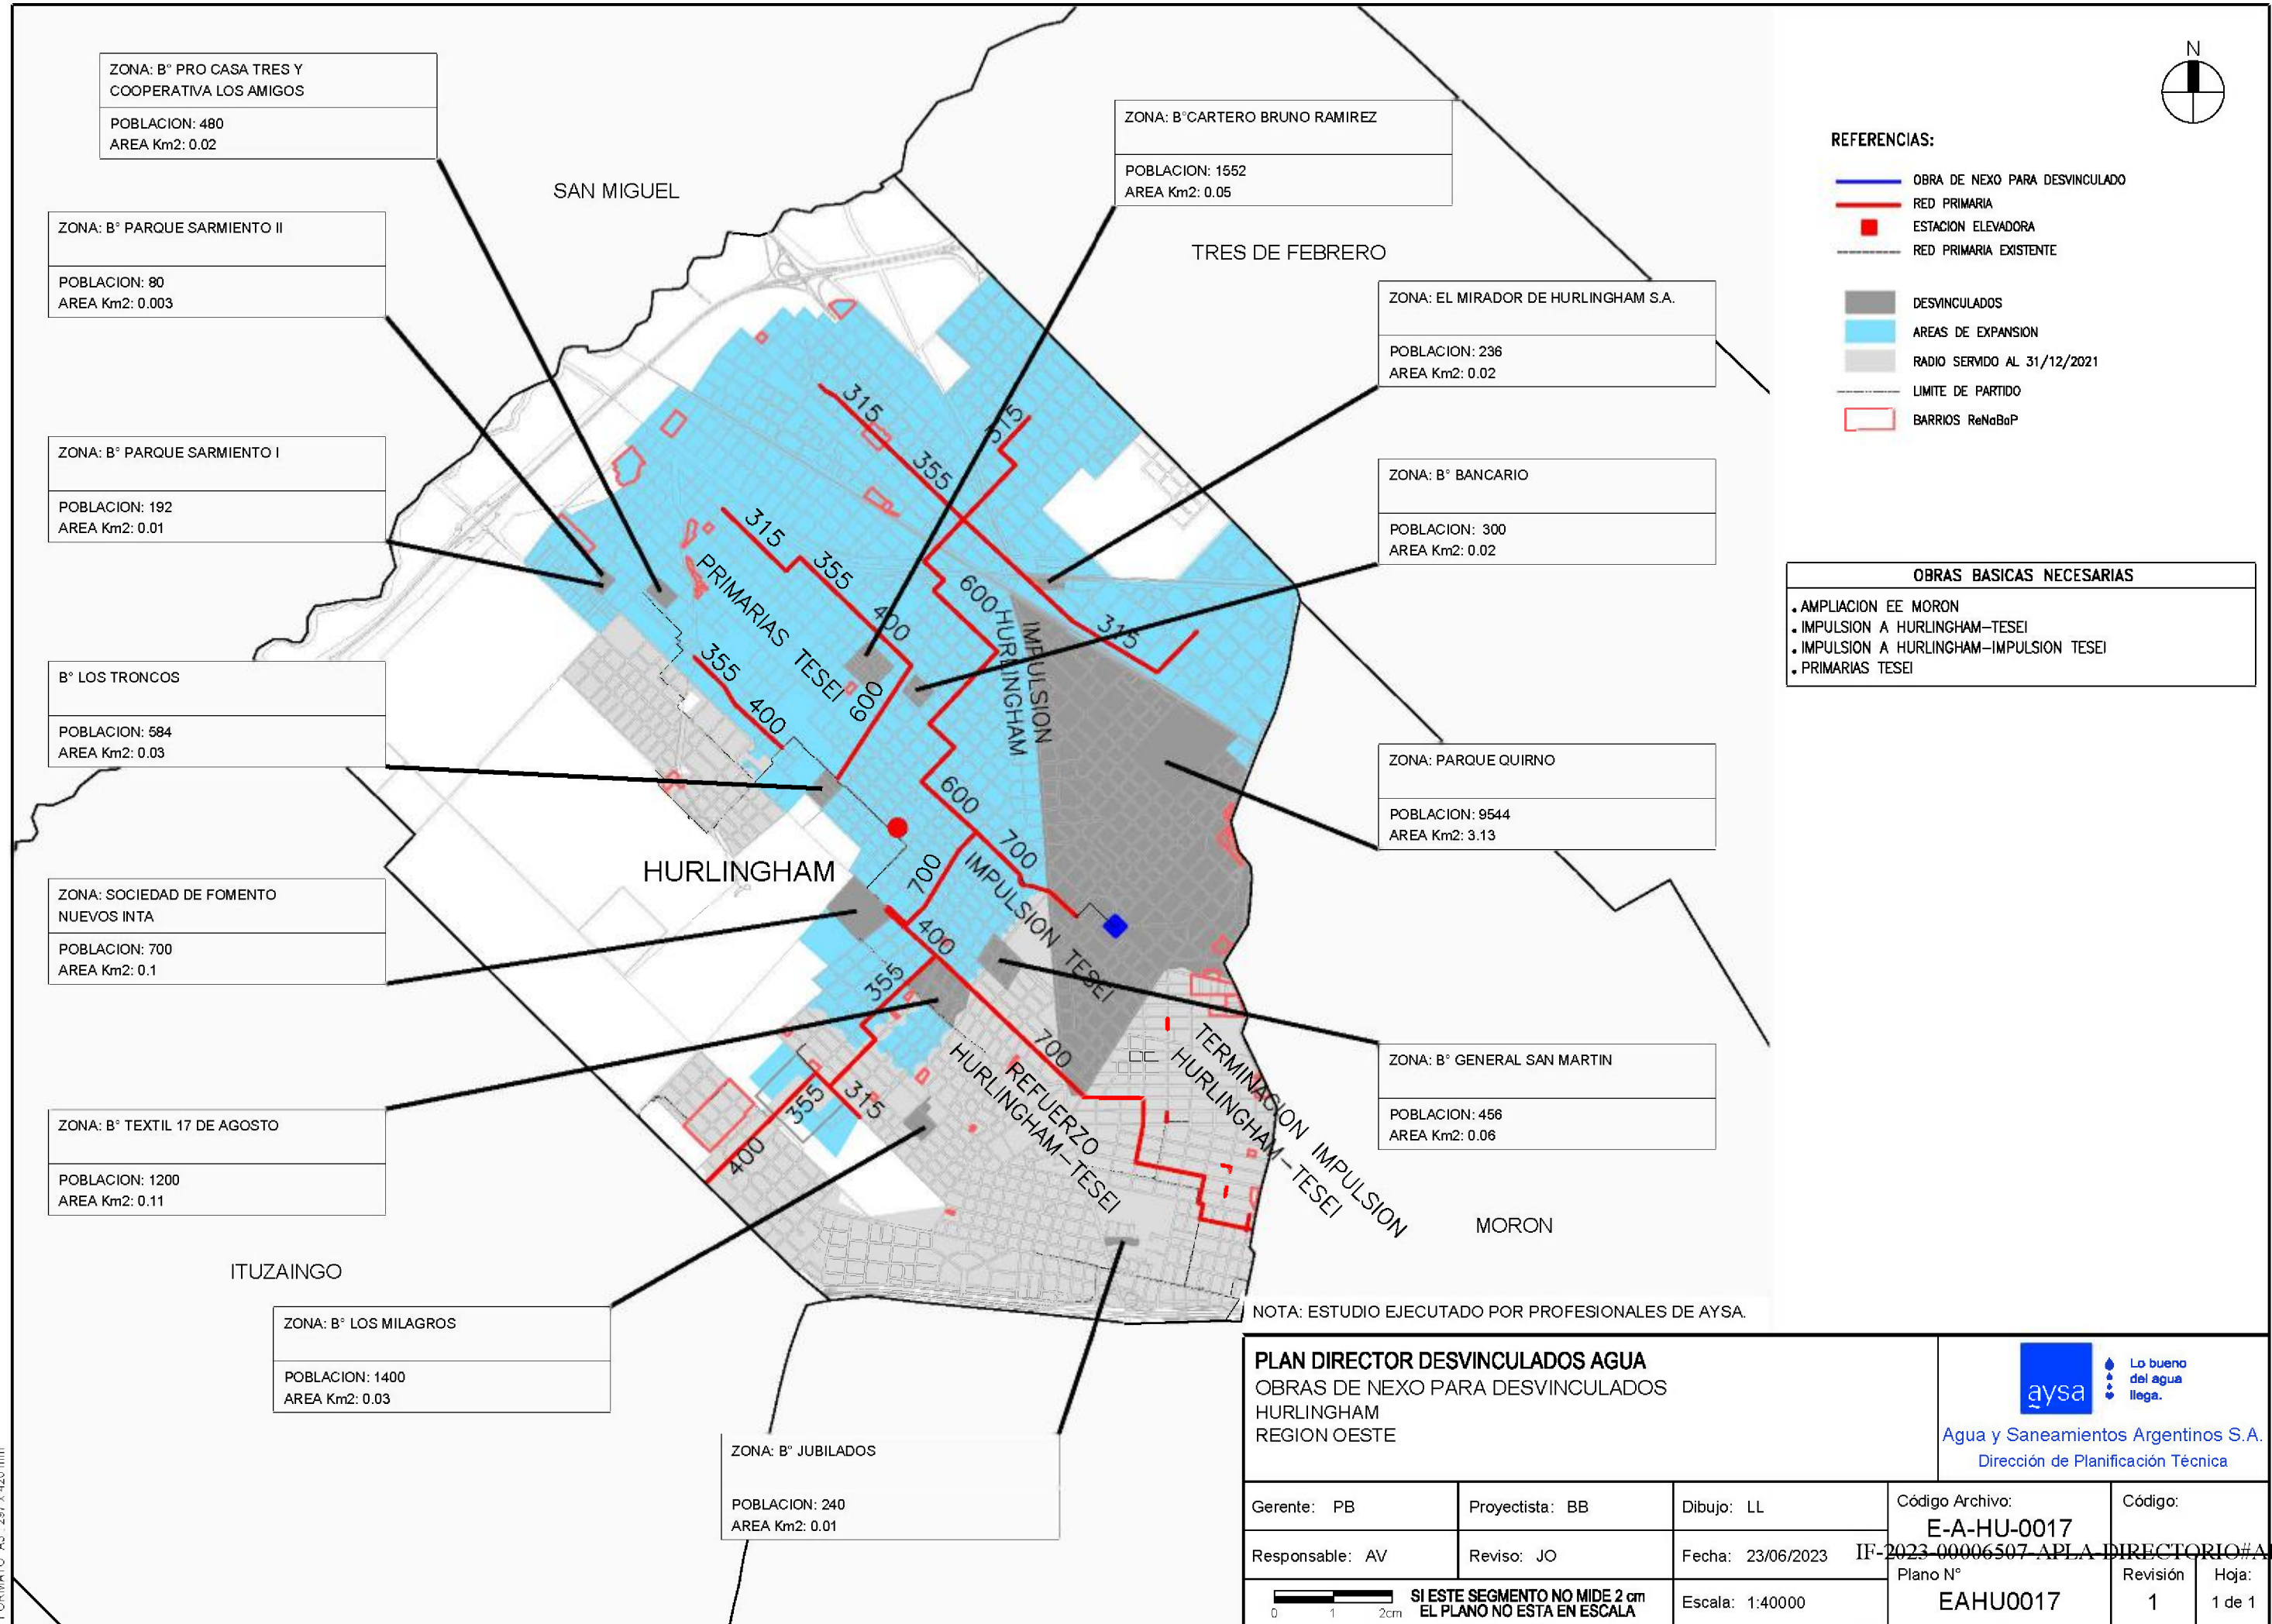 ZONA: B° PRO CASA TRES Y
COOPERATIVA LOS AMIGOS
POBLACION: 480
AREA Km2: 0.02
ZONA: B° PARQUE SARMIENTO II
POBLACION: 80
AREA Km2: 0.003
ZONA: B° PARQUE SARMIENTO I
POBLACION: 192
AREA Km2: 0.01
B° LOS TRONCOS
POBLACION: 584
AREA Km2: 0.03
ZONA: SOCIEDAD DE FOMENTO
NUEVOS INTA
POBLACION: 700
AREA Km2: 0.1
ZONA: B° TEXTIL 17 DE AGOSTO
POBLACION: 1200
AREA Km2: 0.11
ZONA: B° LOS MILAGROS
POBLACION: 1400
AREA Km2: 0.03
ZONA: B° JUBILADOS
POBLACION: 240
AREA Km2: 0.01
ZONA: B°CARTERO BRUNO RAMIREZ
POBLACION: 1552
AREA Km2: 0.05
ZONA: EL MIRADOR DE HURLINGHAM S.A.
POBLACION: 236
AREA Km2: 0.02
ZONA: B° BANCARIO
POBLACION: 300
AREA Km2: 0.02
ZONA: PARQUE QUIRNO
POBLACION: 9544
AREA Km2: 3.13
ZONA: B° GENERAL SAN MARTIN
POBLACION: 456
AREA Km2: 0.06
SAN MIGUEL
TRES DE FEBRERO
HURLINGHAM
ITUZAINGO
MORON
315
355
315
315
355
400
600
PRIMARIAS TESEI
355
400
600
IMPULSION
HURLINGHAM
315
600
700
700
IMPULSION TESEI
400
355
700
REFUERZO
HURLINGHAM-TESEI
TERMINACION IMPULSION
HURLINGHAM-TESEI
355
315
400
N
REFERENCIAS:
OBRA DE NEXO PARA DESVINCULADO
RED PRIMARIA
ESTACION ELEVADORA
RED PRIMARIA EXISTENTE
DESVINCULADOS
AREAS DE EXPANSION
RADIO SERVIDO AL 31/12/2021
LIMITE DE PARTIDO
BARRIOS ReNaBaP
OBRAS BASICAS NECESARIAS
• AMPLIACION EE MORON
• IMPULSION A HURLINGHAM-TESEI
• IMPULSION A HURLINGHAM-IMPULSION TESEI
• PRIMARIAS TESEI
NOTA: ESTUDIO EJECUTADO POR PROFESIONALES DE AYSA.
PLAN DIRECTOR DESVINCULADOS AGUA
OBRAS DE NEXO PARA DESVINCULADOS
HURLINGHAM
REGION OESTE
aysa
Lo bueno
del agua
llega.
Agua y Saneamientos Argentinos S.A.
Dirección de Planificación Técnica
Gerente: PB
Proyectista: BB
Dibujo: LL
Código Archivo:
E-A-HU-0017
Código:
Responsable: AV
Reviso: JO
Fecha: 23/06/2023
IF-2023-00006507-APLA-DIRECTORIO#A
0 1 2cm
SI ESTE SEGMENTO NO MIDE 2 cm
EL PLANO NO ESTA EN ESCALA
Escala: 1:40000
Plano N°
EAHU0017
Revisión
1
Hoja:
1 de 1